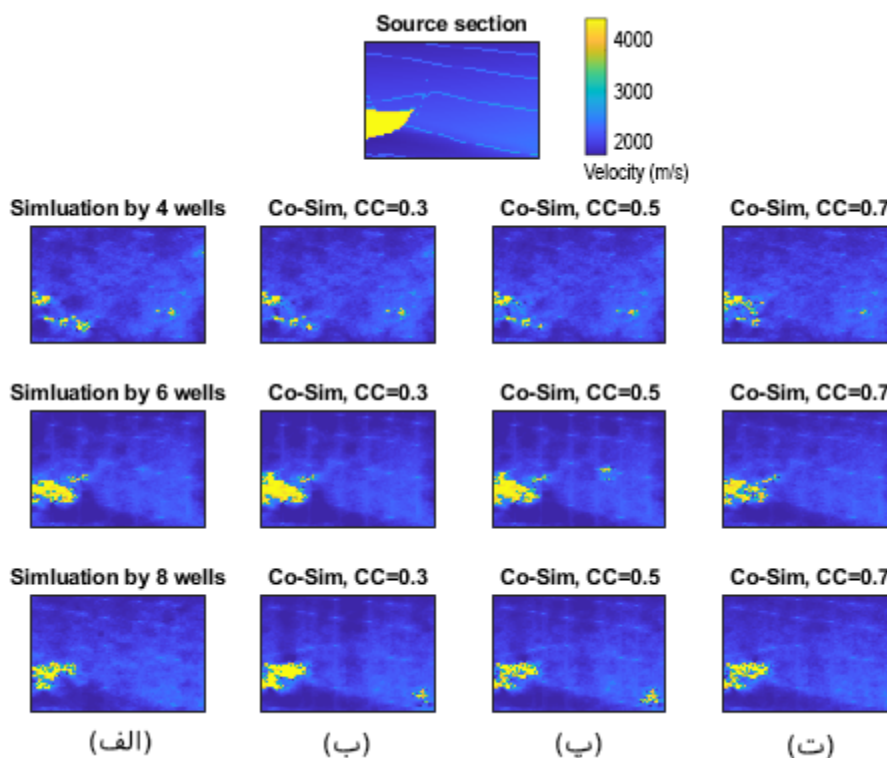 Source section
4000
3000
2000
Velocity (m/s)
Simluation by 4 wells Co-Sim, CC=0.3 Co-Sim, CC=0.5 Co-Sim, CC=0.7
Simluation by 6 wells Co-Sim, CC=0.3 Co-Sim, CC=0.5 Co-Sim, CC=0.7
Simluation by 8 wells Co-Sim, CC=0.3 Co-Sim, CC=0.5 Co-Sim, CC=0.7
(الف) (ب) (پ) (ت)